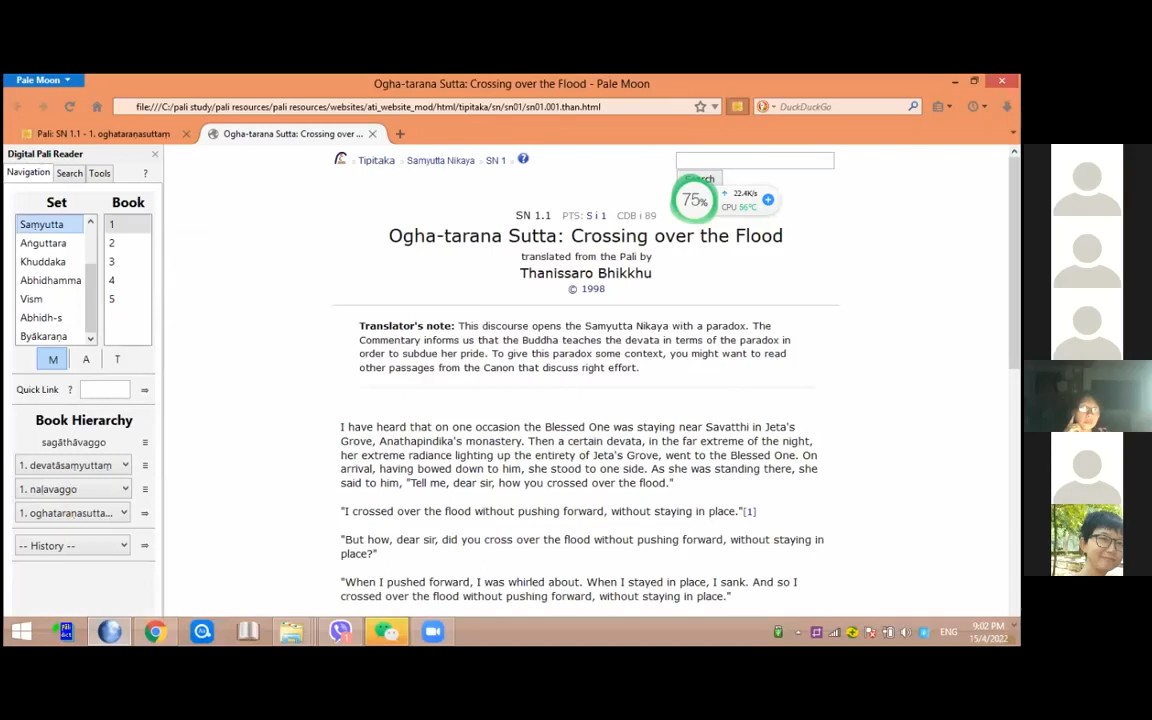 Pale Moon
Ogha-tarana Sutta: Crossing over the Flood - Pale Moon
file:///C:/pali study/pali resources/pali resources/websites/ati_website_mod/html/tipitaka/sn/sn01/sn01.001.than.html
DuckDuckGo
Pali: SN 1.1 - 1. oghataraṇasuttaṃ
Ogha-tarana Sutta: Crossing over ...
Digital Pali Reader
Navigation Search Tools ?
Set Book
Saṃyutta 1
Aṅguttara 2
Khuddaka 3
Abhidhamma 4
Vism 5
Abhidh-s
Byākaraṇa
M A T
Quick Link ? ⇒
Book Hierarchy
sagāthāvaggo ≡
1. devatāsaṃyuttaṃ ≡
1. naḷavaggo ≡
1. oghataraṇasutta... ⇒
-- History -- ⇒
Tipitaka » Samyutta Nikaya » SN 1 » ?
Search
75%
22.4K/s
CPU 56°C
SN 1.1 PTS: S i 1 CDB i 89
Ogha-tarana Sutta: Crossing over the Flood
translated from the Pali by
Thanissaro Bhikkhu
© 1998
Translator's note: This discourse opens the Samyutta Nikaya with a paradox. The
Commentary informs us that the Buddha teaches the devata in terms of the paradox in
order to subdue her pride. To give this paradox some context, you might want to read
other passages from the Canon that discuss right effort.
I have heard that on one occasion the Blessed One was staying near Savatthi in Jeta's
Grove, Anathapindika's monastery. Then a certain devata, in the far extreme of the night,
her extreme radiance lighting up the entirety of Jeta's Grove, went to the Blessed One. On
arrival, having bowed down to him, she stood to one side. As she was standing there, she
said to him, "Tell me, dear sir, how you crossed over the flood."
"I crossed over the flood without pushing forward, without staying in place."[1]
"But how, dear sir, did you cross over the flood without pushing forward, without staying in
place?"
"When I pushed forward, I was whirled about. When I stayed in place, I sank. And so I
crossed over the flood without pushing forward, without staying in place."
ENG
9:02 PM
15/4/2022